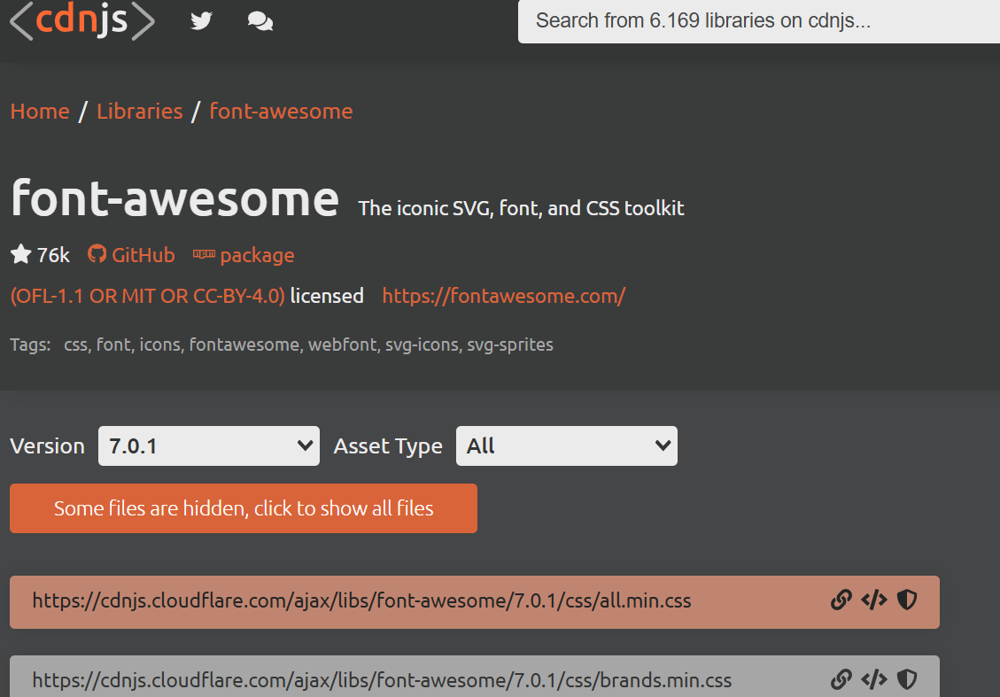 <cdnjs> Search from 6.169 libraries on cdnjs...
Home / Libraries / font-awesome
font-awesome The iconic SVG, font, and CSS toolkit
76k GitHub npm package
(OFL-1.1 OR MIT OR CC-BY-4.0) licensed https://fontawesome.com/
Tags: css, font, icons, fontawesome, webfont, svg-icons, svg-sprites
Version 7.0.1 Asset Type All
Some files are hidden, click to show all files
https://cdnjs.cloudflare.com/ajax/libs/font-awesome/7.0.1/css/all.min.css </>
https://cdnjs.cloudflare.com/ajax/libs/font-awesome/7.0.1/css/brands.min.css </>